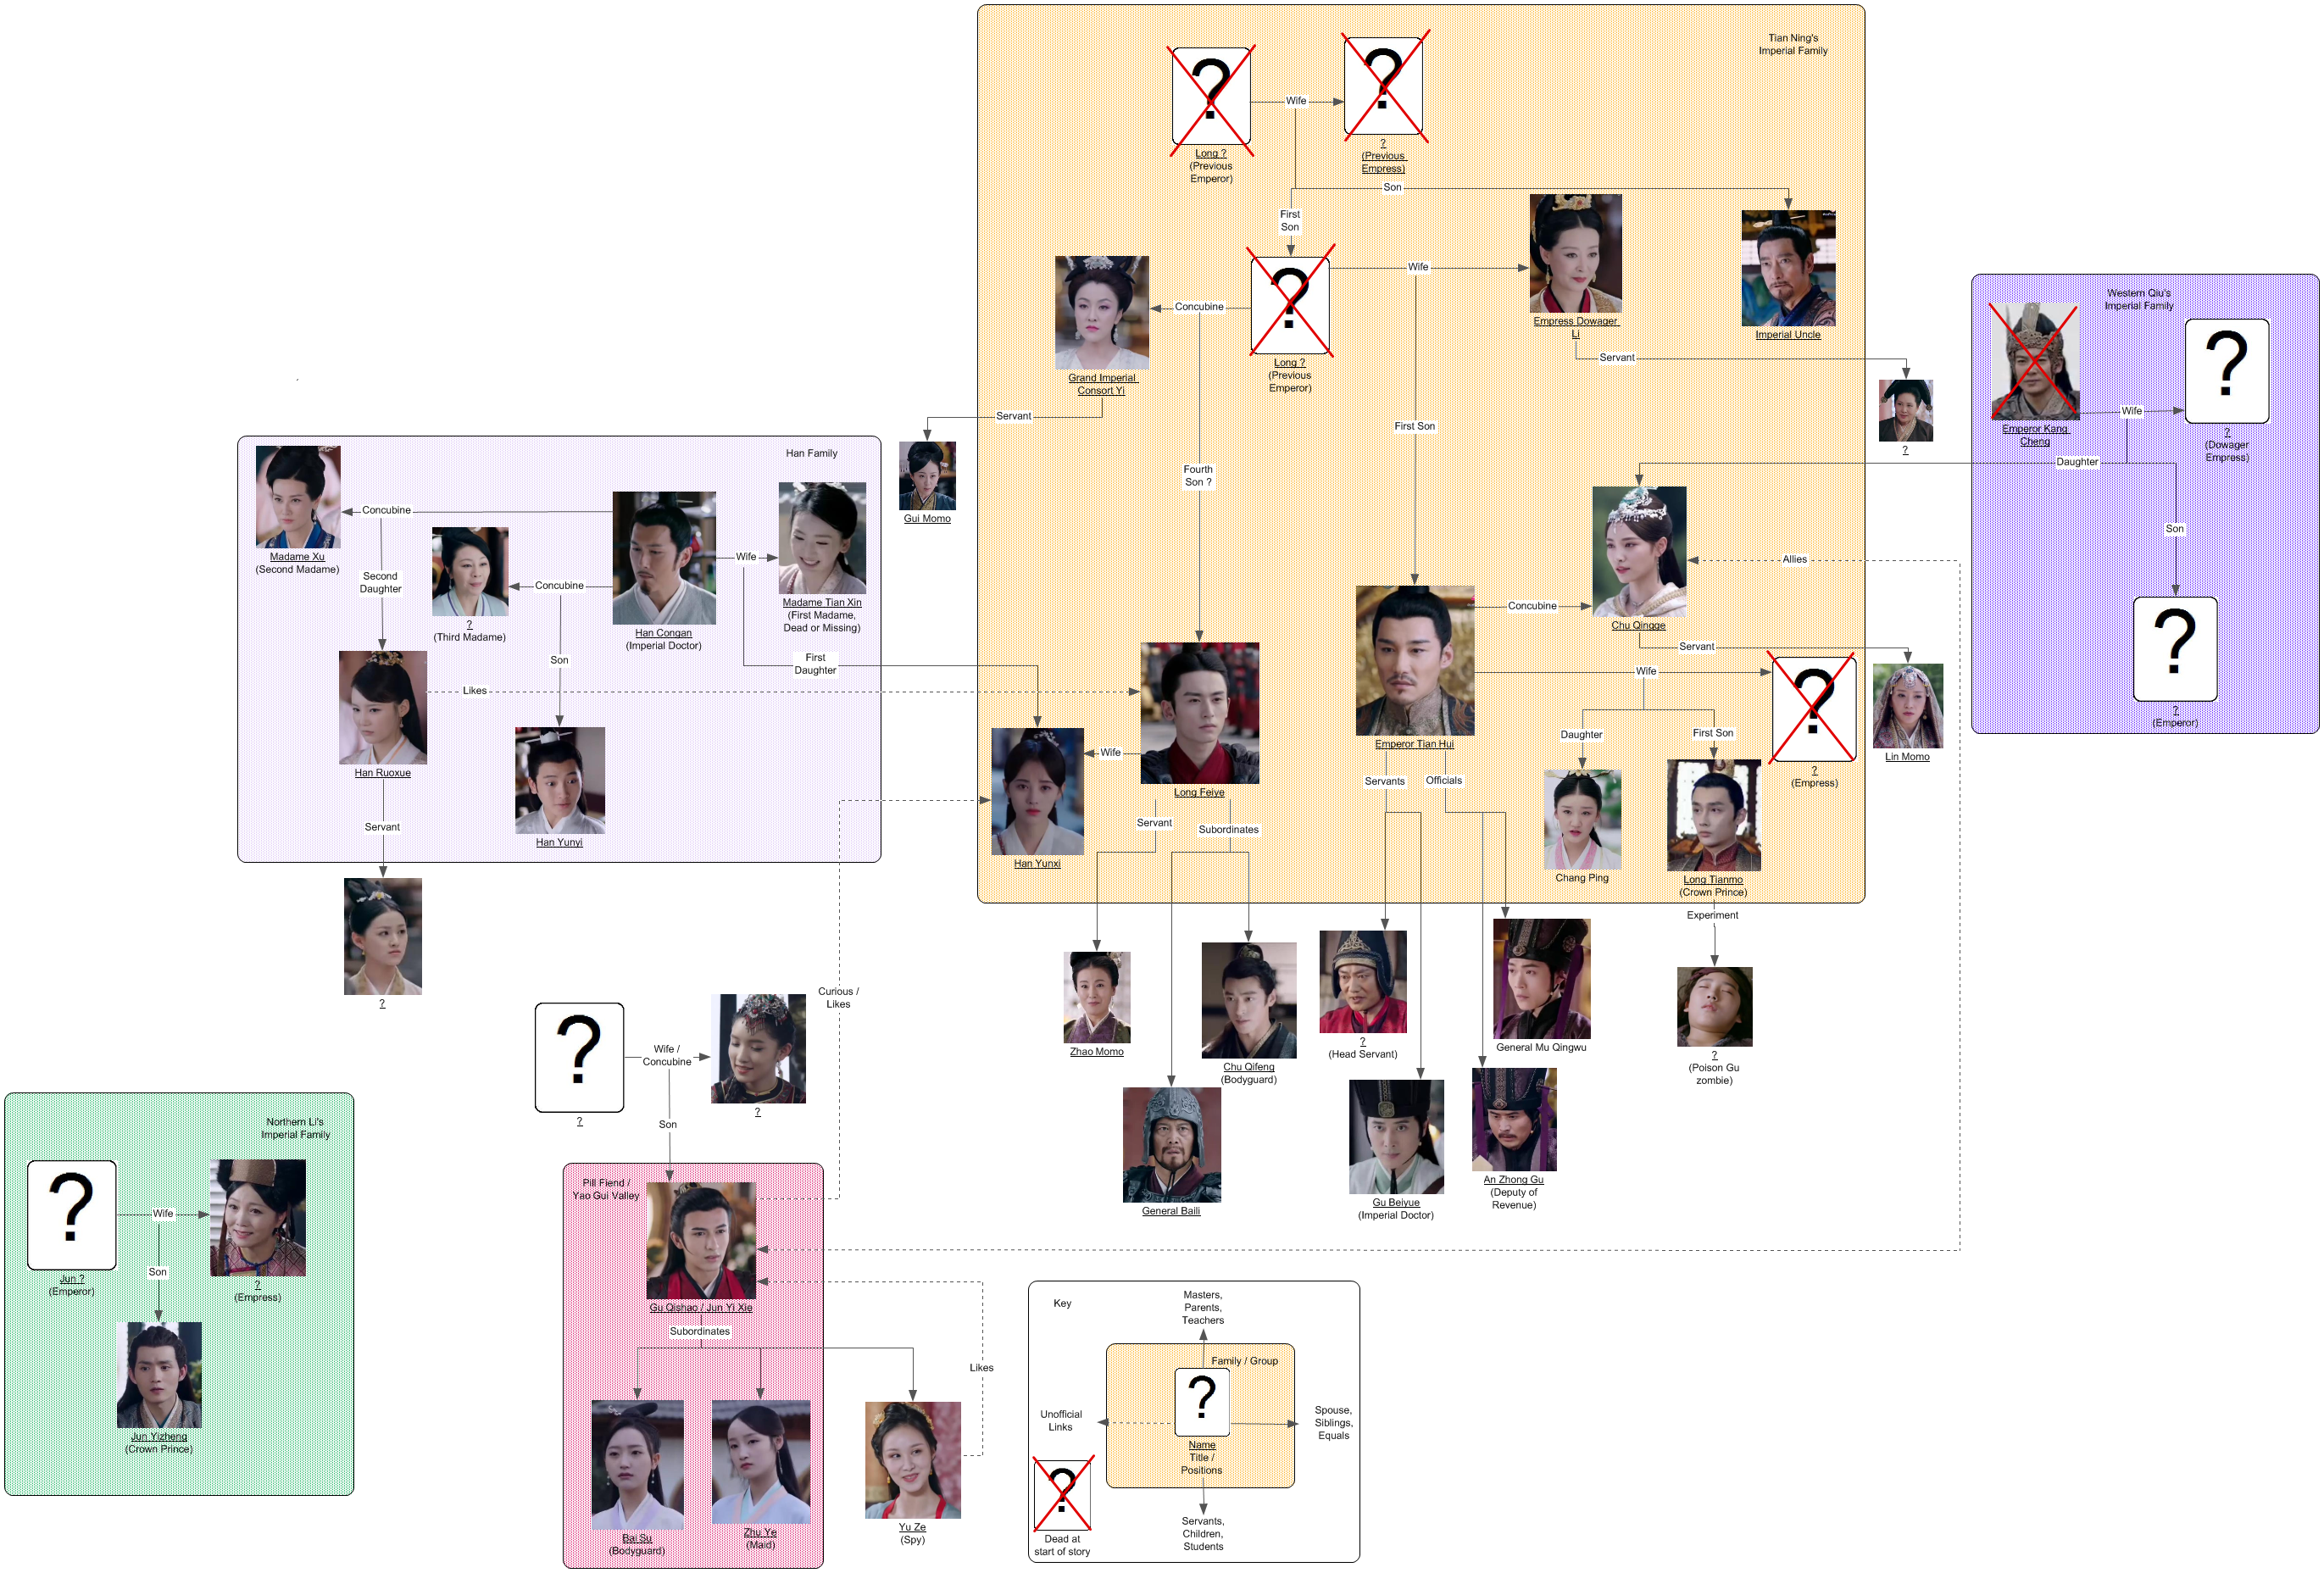 Tian Ning's
Imperial Family
?
Wife
?
Long ?
(Previous
Emperor)
?
(Previous
Empress)
Son
First
Son
?
Wife
Concubine
Long ?
(Previous
Emperor)
Empress Dowager
Li
Imperial Uncle
Servant
?
Grand Imperial
Consort Yi
Servant
Gui Momo
First Son
Fourth
Son ?
Western Qiu's
Imperial Family
?
Wife
Emperor Kang
Cheng
?
(Dowager
Empress)
Daughter
Son
?
?
(Emperor)
Allies
Han Family
Concubine
Madame Xu
(Second Madame)
Wife
Concubine
Second
Daughter
?
(Third Madame)
Han Congan
(Imperial Doctor)
Madame Tian Xin
(First Madame,
Dead or Missing)
Son
First
Daughter
Likes
Han Ruoxue
Han Yunyi
Servant
?
Concubine
Chu Qingge
Servant
Lin Momo
Wife
?
?
(Empress)
Emperor Tian Hui
Daughter
First Son
Wife
Long Feiye
Han Yunxi
Servants
Officials
Servant
Subordinates
Chang Ping
Long Tianmo
(Crown Prince)
Experiment
?
(Poison Gu
zombie)
Zhao Momo
Chu Qifeng
(Bodyguard)
General Baili
?
(Head Servant)
General Mu Qingwu
Gu Beiyue
(Imperial Doctor)
An Zhong Gu
(Deputy of
Revenue)
Curious /
Likes
?
Wife /
Concubine
?
?
Son
Northern Li's
Imperial Family
?
Wife
Jun ?
(Emperor)
?
(Empress)
Son
Jun Yizheng
(Crown Prince)
Pill Fiend /
Yao Gui Valley
Gu Qishao / Jun Yi Xie
Subordinates
Likes
Bai Su
(Bodyguard)
Zhu Ye
(Maid)
Yu Ze
(Spy)
Key
Masters,
Parents,
Teachers
Family / Group
?
Unofficial
Links
Spouse,
Siblings,
Equals
Name
Title /
Positions
?
Dead at
start of story
Servants,
Children,
Students